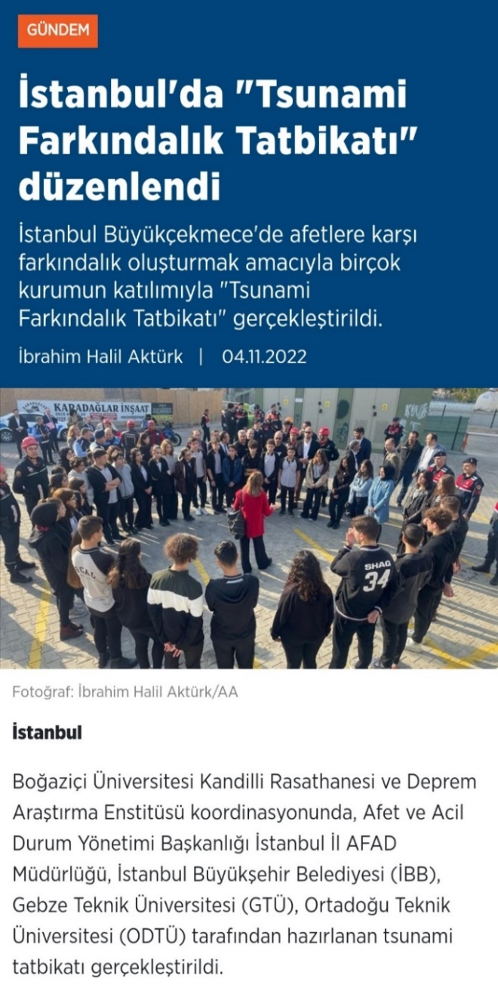 GÜNDEM
İstanbul'da "Tsunami
Farkındalık Tatbikatı"
düzenlendi
İstanbul Büyükçekmece'de afetlere karşı
farkındalık oluşturmak amacıyla birçok
kurumun katılımıyla "Tsunami
Farkındalık Tatbikatı" gerçekleştirildi.
İbrahim Halil Aktürk | 04.11.2022
KARADAĞLAR İNŞAAT
SHAQ
34
Fotoğraf: İbrahim Halil Aktürk/AA
İstanbul
Boğaziçi Üniversitesi Kandilli Rasathanesi ve Deprem
Araştırma Enstitüsü koordinasyonunda, Afet ve Acil
Durum Yönetimi Başkanlığı İstanbul İl AFAD
Müdürlüğü, İstanbul Büyükşehir Belediyesi (İBB),
Gebze Teknik Üniversitesi (GTÜ), Ortadoğu Teknik
Üniversitesi (ODTÜ) tarafından hazırlanan tsunami
tatbikatı gerçekleştirildi.